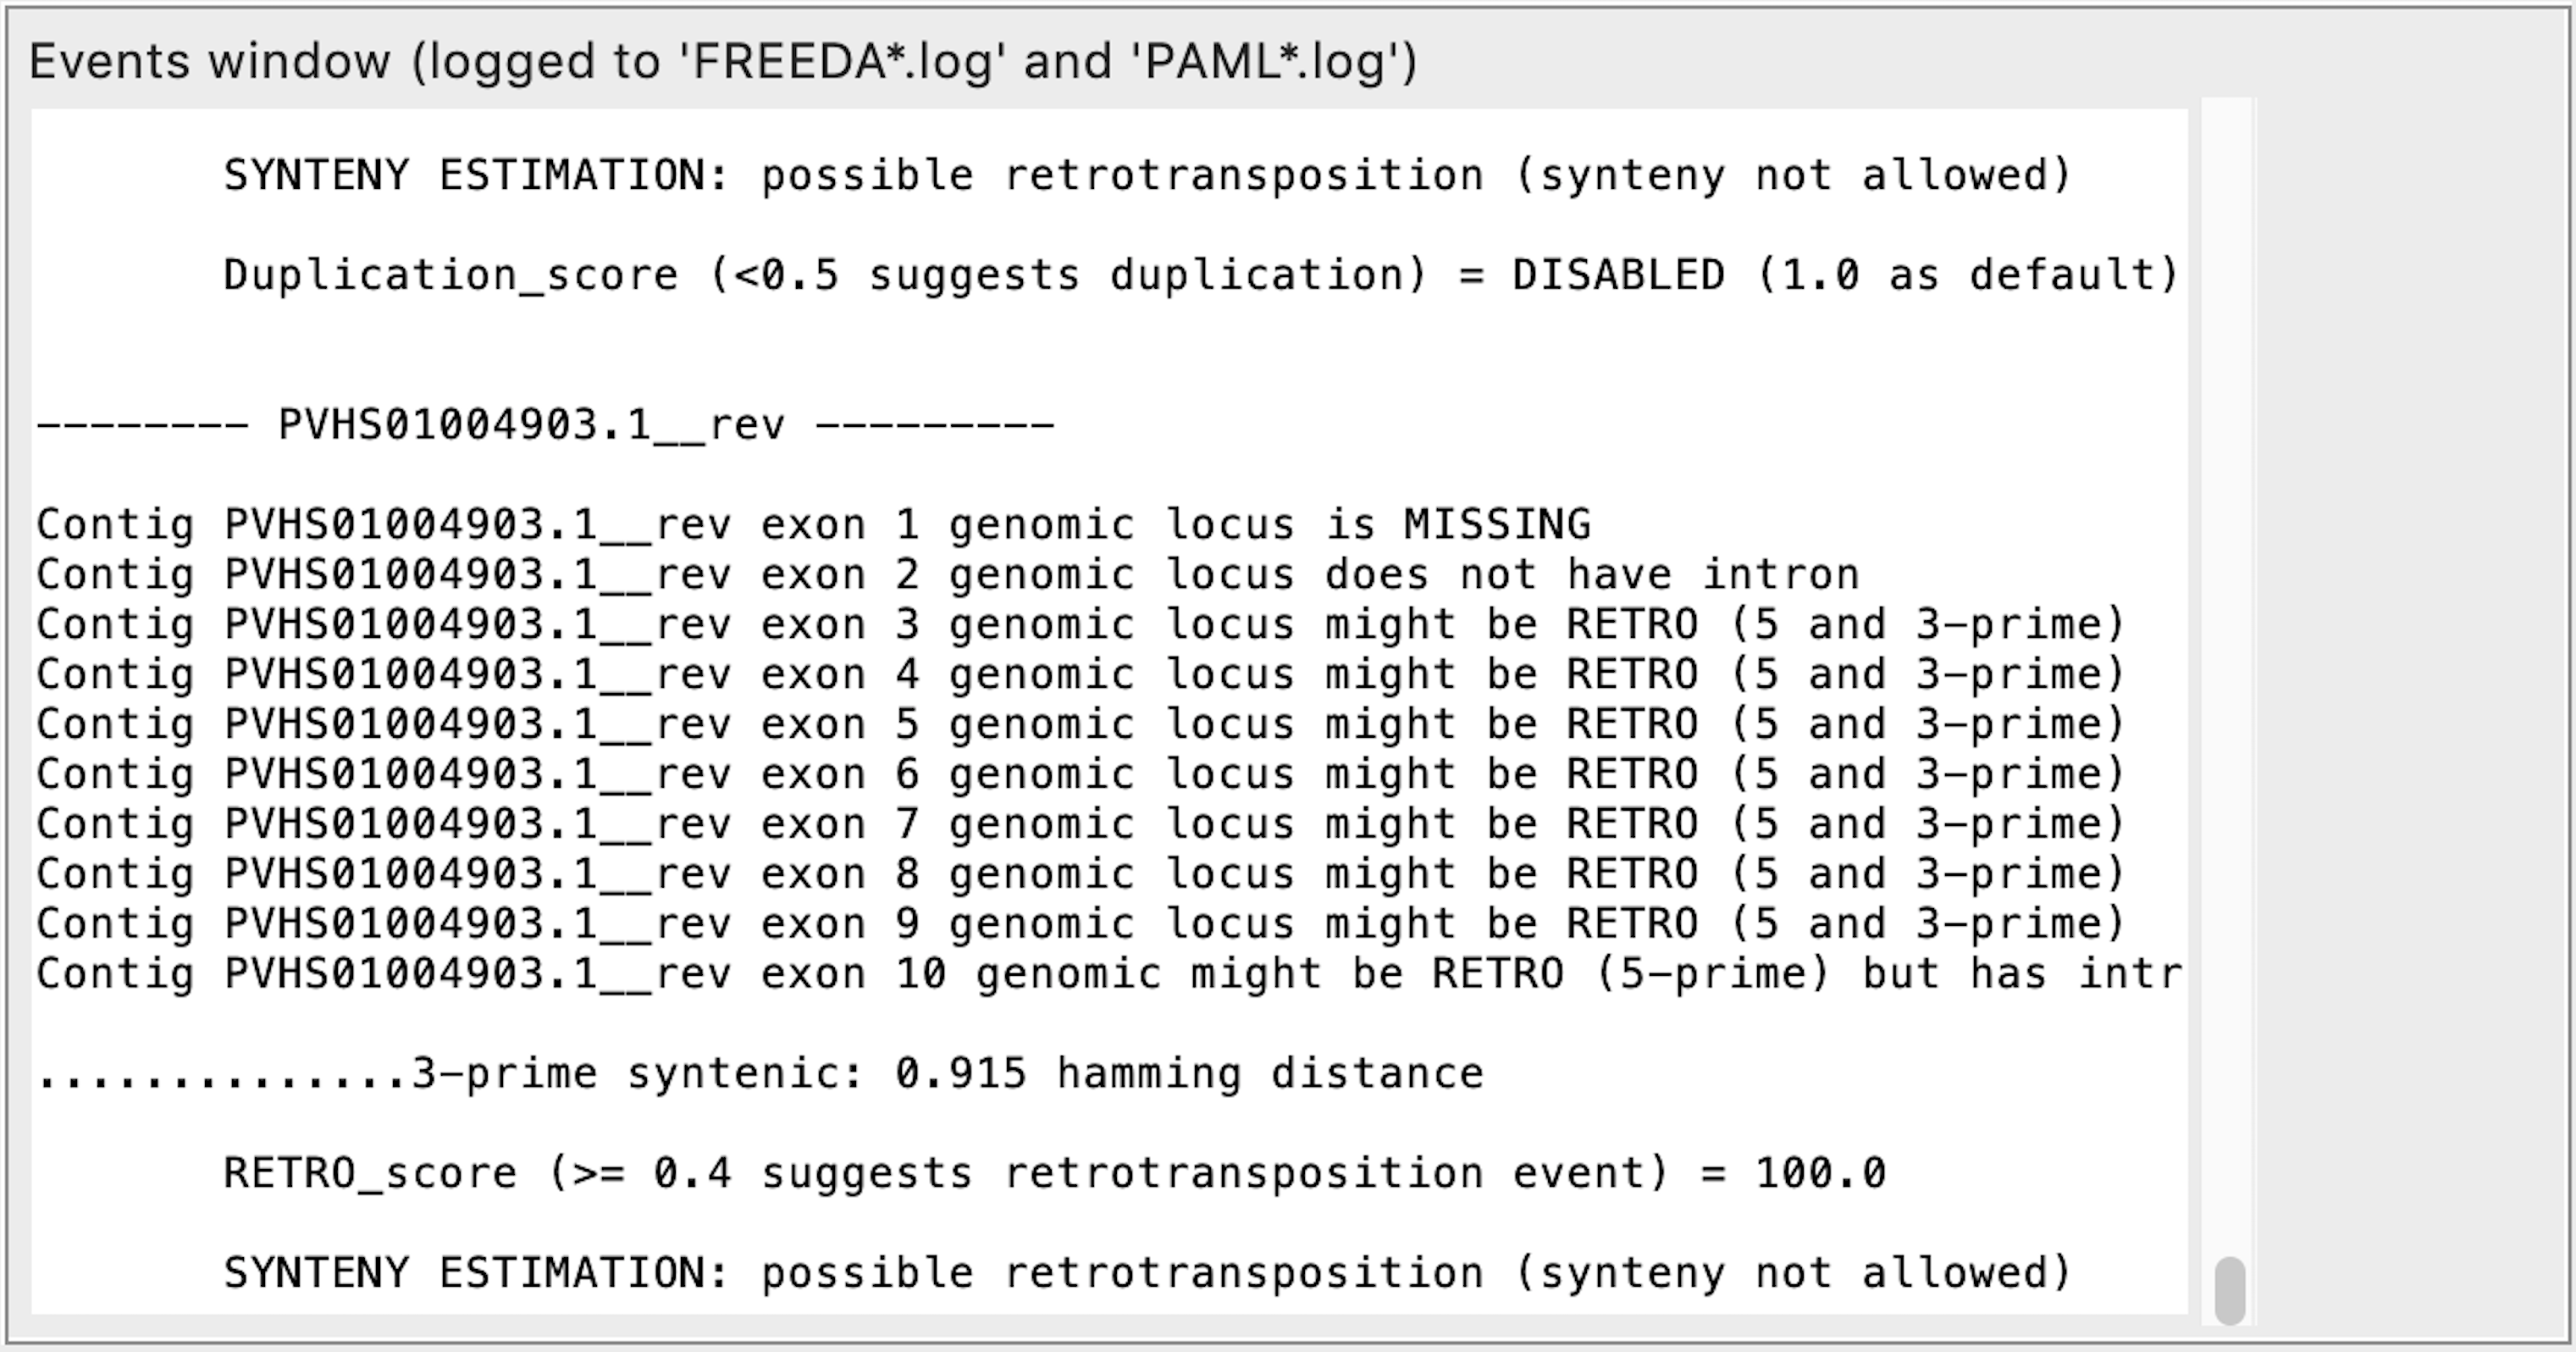 Events window (logged to 'FREEDA*.log' and 'PAML*.log')
SYNTENY ESTIMATION: possible retrotransposition (synteny not allowed)
Duplication_score (<0.5 suggests duplication) = DISABLED (1.0 as default)
-------- PVHS01004903.1__rev ---------
Contig PVHS01004903.1__rev exon 1 genomic locus is MISSING
Contig PVHS01004903.1__rev exon 2 genomic locus does not have intron
Contig PVHS01004903.1__rev exon 3 genomic locus might be RETRO (5 and 3-prime)
Contig PVHS01004903.1__rev exon 4 genomic locus might be RETRO (5 and 3-prime)
Contig PVHS01004903.1__rev exon 5 genomic locus might be RETRO (5 and 3-prime)
Contig PVHS01004903.1__rev exon 6 genomic locus might be RETRO (5 and 3-prime)
Contig PVHS01004903.1__rev exon 7 genomic locus might be RETRO (5 and 3-prime)
Contig PVHS01004903.1__rev exon 8 genomic locus might be RETRO (5 and 3-prime)
Contig PVHS01004903.1__rev exon 9 genomic locus might be RETRO (5 and 3-prime)
Contig PVHS01004903.1__rev exon 10 genomic might be RETRO (5-prime) but has intr
..............3-prime syntenic: 0.915 hamming distance
RETRO_score (>= 0.4 suggests retrotransposition event) = 100.0
SYNTENY ESTIMATION: possible retrotransposition (synteny not allowed)